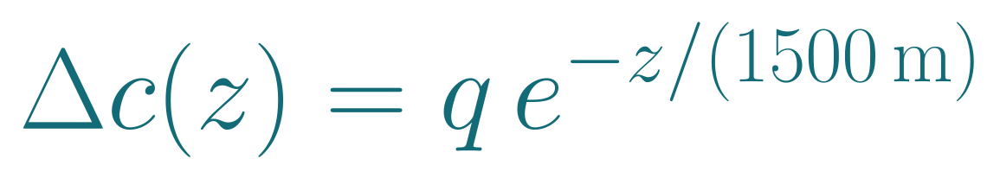 Δc(z) = q e^{-z/(1500 m)}